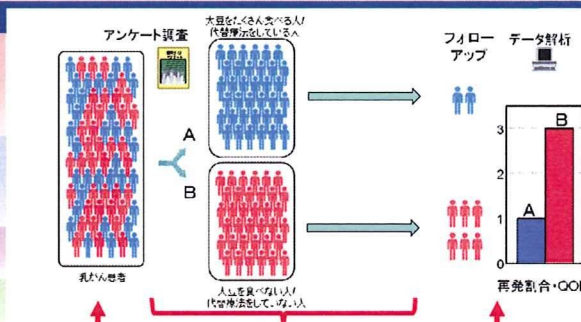 アンケート調査
大豆をたくさん食べる人/
代替療法をしている人
フォロー
アップ
データ解析
A
B
乳がん患者
大豆を食べない人/
代替療法をしていない人
3
2
1
0
A
B
再発割合・QOL